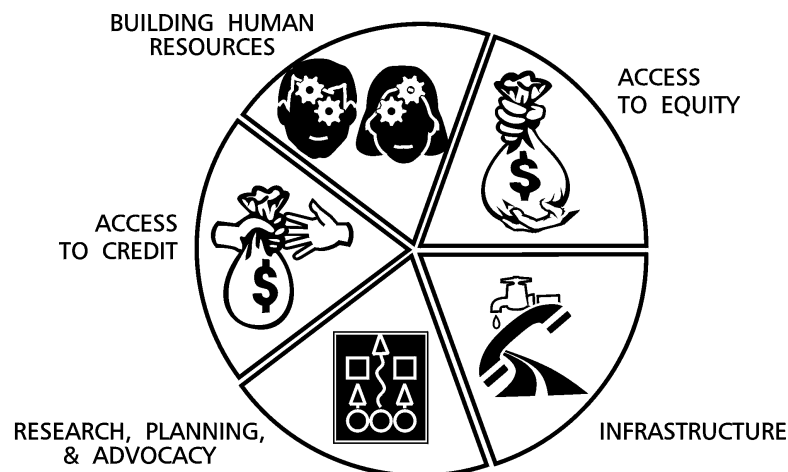 BUILDING HUMAN
RESOURCES
ACCESS
TO EQUITY
$
ACCESS
TO CREDIT
$
RESEARCH, PLANNING,
& ADVOCACY
INFRASTRUCTURE